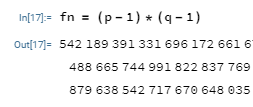 In[17]:= fn = (p - 1) * (q - 1)
Out[17]= 542 189 391 331 696 172 661 6
488 665 744 991 822 837 769
879 638 542 717 670 648 035